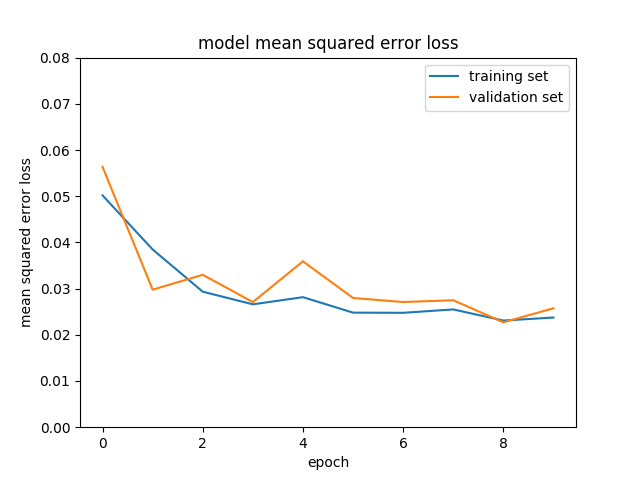 model mean squared error loss
training set
validation set
0.08
0.07
0.06
0.05
0.04
0.03
0.02
0.01
0.00
mean squared error loss
0 2 4 6 8
epoch